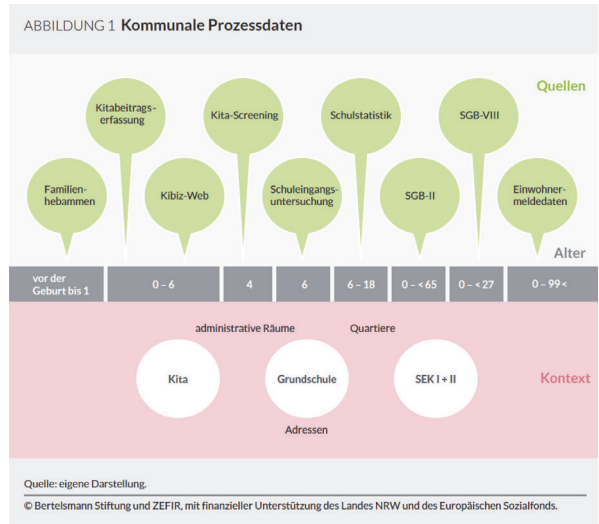 ABBILDUNG 1 Kommunale Prozessdaten
Quellen
Kitabeitrags-
erfassung
Kita-Screening
Schulstatistik
SGB-VIII
Familien-
hebammen
Kibiz-Web
Schuleingangs-
untersuchung
SGB-II
Einwohner-
meldedaten
Alter
vor der
Geburt bis 1
0 – 6
4
6
6 – 18
0 – <65
0 – <27
0 – 99<
administrative Räume
Quartiere
Kita
Grundschule
SEK I + II
Kontext
Adressen
Quelle: eigene Darstellung.
© Bertelsmann Stiftung und ZEFIR, mit finanzieller Unterstützung des Landes NRW und des Europäischen Sozialfonds.